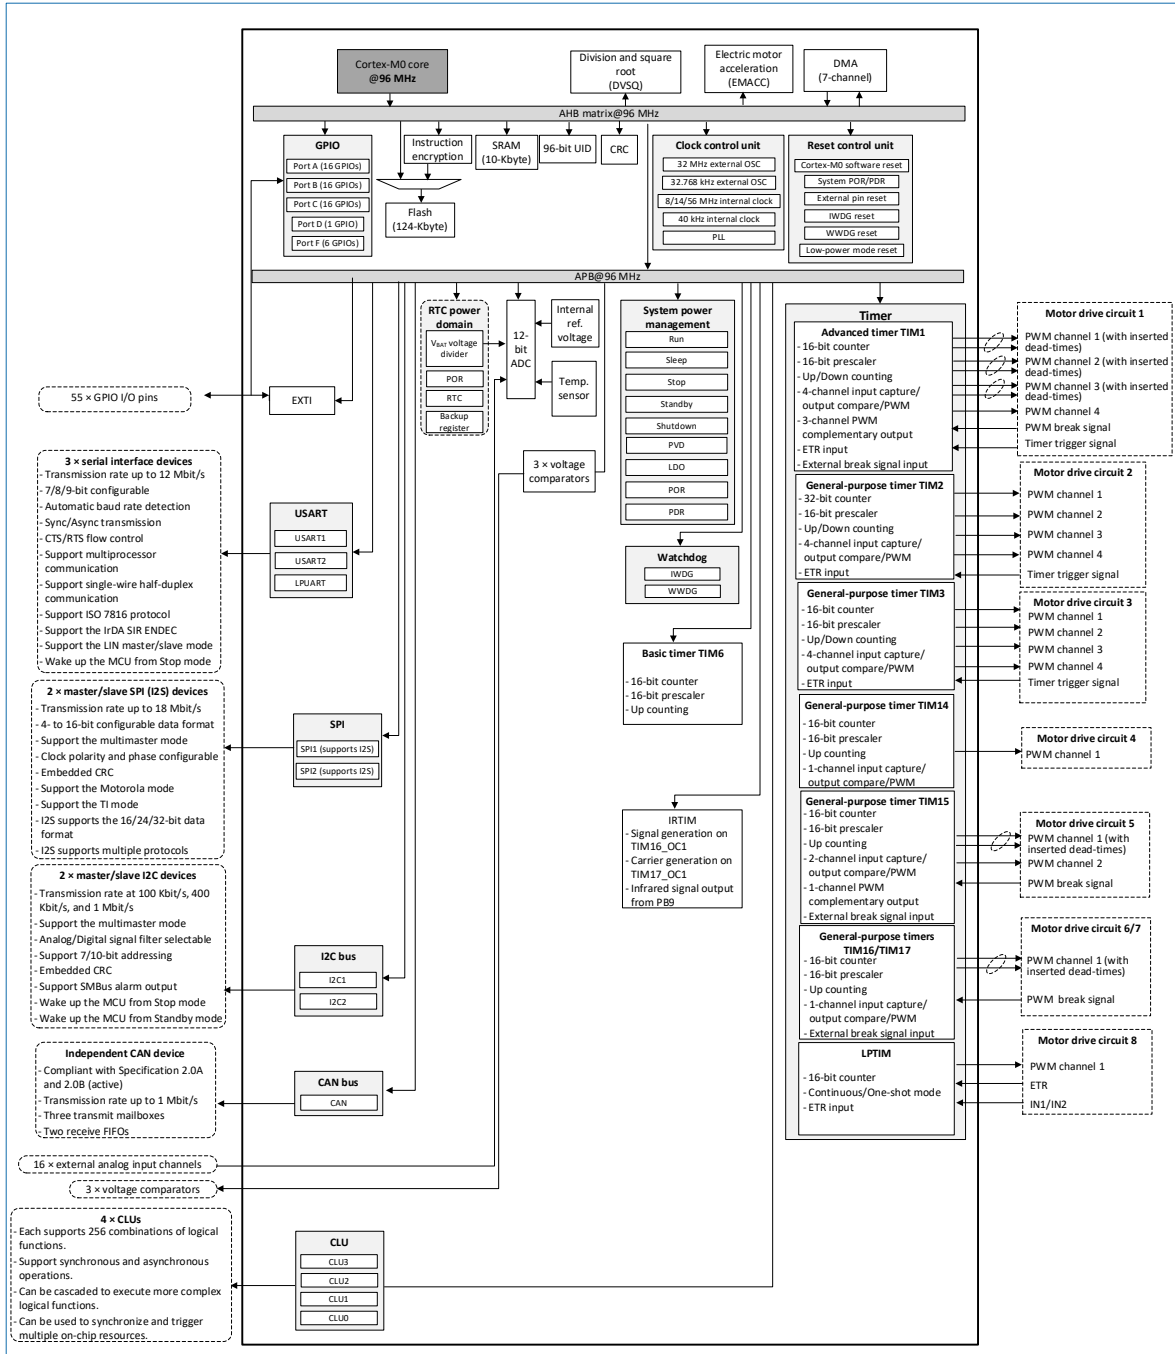 Cortex-M0 core
@96 MHz
Division and square
root
(DVSQ)
Electric motor
acceleration
(EMACC)
DMA
(7-channel)
AHB matrix@96 MHz
GPIO
Port A (16 GPIOs)
Port B (16 GPIOs)
Port C (16 GPIOs)
Port D (1 GPIO)
Port F (6 GPIOs)
Instruction
encryption
SRAM
(10-Kbyte)
96-bit UID
CRC
Flash
(124-Kbyte)
Clock control unit
32 MHz external OSC
32.768 kHz external OSC
8/14/56 MHz internal clock
40 kHz internal clock
PLL
Reset control unit
Cortex-M0 software reset
System POR/PDR
External pin reset
IWDG reset
WWDG reset
Low-power mode reset
APB@96 MHz
RTC power
domain
VBAT voltage
divider
POR
RTC
Backup
register
12-
bit
ADC
Internal
ref.
voltage
Temp.
sensor
3 × voltage
comparators
System power
management
Run
Sleep
Stop
Standby
Shutdown
PVD
LDO
POR
PDR
Watchdog
IWDG
WWDG
Basic timer TIM6
- 16-bit counter
- 16-bit prescaler
- Up counting
IRTIM
- Signal generation on
TIM16_OC1
- Carrier generation on
TIM17_OC1
- Infrared signal output
from PB9
55 × GPIO I/O pins
EXTI
3 × serial interface devices
- Transmission rate up to 12 Mbit/s
- 7/8/9-bit configurable
- Automatic baud rate detection
- Sync/Async transmission
- CTS/RTS flow control
- Support multiprocessor
communication
- Support single-wire half-duplex
communication
- Support ISO 7816 protocol
- Support the IrDA SIR ENDEC
- Support the LIN master/slave mode
- Wake up the MCU from Stop mode
USART
USART1
USART2
LPUART
2 × master/slave SPI (I2S) devices
- Transmission rate up to 18 Mbit/s
- 4- to 16-bit configurable data format
- Support the multimaster mode
- Clock polarity and phase configurable
- Embedded CRC
- Support the Motorola mode
- Support the TI mode
- I2S supports the 16/24/32-bit data
format
- I2S supports multiple protocols
SPI
SPI1 (supports I2S)
SPI2 (supports I2S)
2 × master/slave I2C devices
- Transmission rate at 100 Kbit/s, 400
Kbit/s, and 1 Mbit/s
- Support the multimaster mode
- Analog/Digital signal filter selectable
- Support 7/10-bit addressing
- Embedded CRC
- Support SMBus alarm output
- Wake up the MCU from Stop mode
- Wake up the MCU from Standby mode
I2C bus
I2C1
I2C2
Independent CAN device
- Compliant with Specification 2.0A
and 2.0B (active)
- Transmission rate up to 1 Mbit/s
- Three transmit mailboxes
- Two receive FIFOs
CAN bus
CAN
16 × external analog input channels
3 × voltage comparators
4 × CLUs
- Each supports 256 combinations of logical
functions.
- Support synchronous and asynchronous
operations.
- Can be cascaded to execute more complex
logical functions.
- Can be used to synchronize and trigger
multiple on-chip resources.
CLU
CLU3
CLU2
CLU1
CLU0
Timer
Advanced timer TIM1
- 16-bit counter
- 16-bit prescaler
- Up/Down counting
- 4-channel input capture/
output compare/PWM
- 3-channel PWM
complementary output
- ETR input
- External break signal input
General-purpose timer TIM2
- 32-bit counter
- 16-bit prescaler
- Up/Down counting
- 4-channel input capture/
output compare/PWM
- ETR input
General-purpose timer TIM3
- 16-bit counter
- 16-bit prescaler
- Up/Down counting
- 4-channel input capture/
output compare/PWM
- ETR input
General-purpose timer TIM14
- 16-bit counter
- 16-bit prescaler
- Up counting
- 1-channel input capture/
output compare/PWM
General-purpose timer TIM15
- 16-bit counter
- 16-bit prescaler
- Up counting
- 2-channel input capture/
output compare/PWM
- 1-channel PWM
complementary output
- External break signal input
General-purpose timers
TIM16/TIM17
- 16-bit counter
- 16-bit prescaler
- Up counting
- 1-channel input capture/
output compare/PWM
- External break signal input
LPTIM
- 16-bit counter
- Continuous/One-shot mode
- ETR input
Motor drive circuit 1
PWM channel 1 (with inserted
dead-times)
PWM channel 2 (with inserted
dead-times)
PWM channel 3 (with inserted
dead-times)
PWM channel 4
PWM break signal
Timer trigger signal
Motor drive circuit 2
PWM channel 1
PWM channel 2
PWM channel 3
PWM channel 4
Timer trigger signal
Motor drive circuit 3
PWM channel 1
PWM channel 2
PWM channel 3
PWM channel 4
Timer trigger signal
Motor drive circuit 4
PWM channel 1
Motor drive circuit 5
PWM channel 1 (with
inserted dead-times)
PWM channel 2
PWM break signal
Motor drive circuit 6/7
PWM channel 1 (with
inserted dead-times)
PWM break signal
Motor drive circuit 8
PWM channel 1
ETR
IN1/IN2